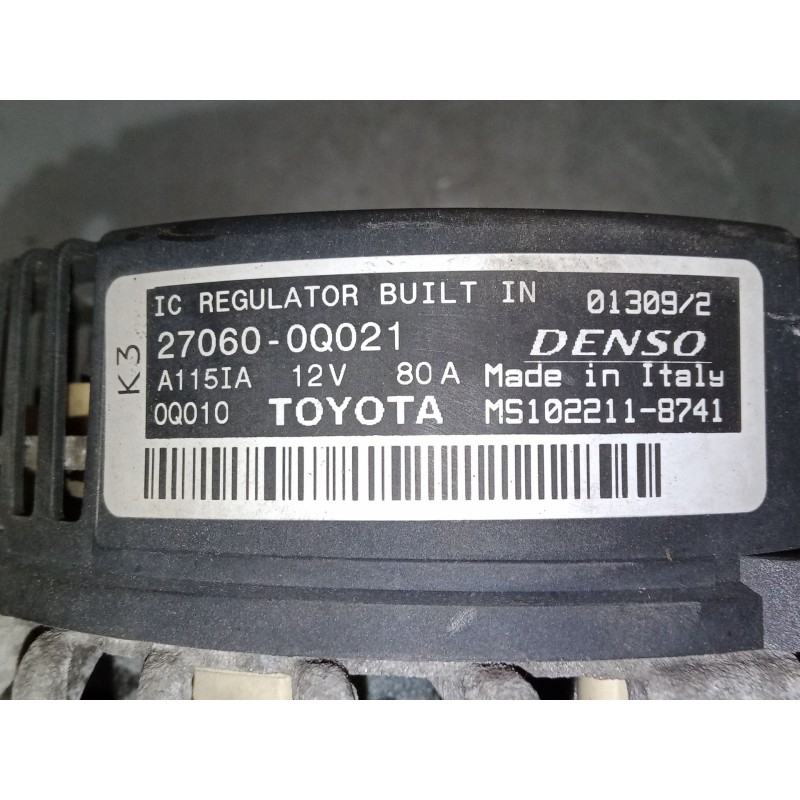 IC REGULATOR BUILT IN 01309/2
27060-0Q021 DENSO
A115IA 12V 80A Made in Italy
0Q010 TOYOTA MS102211-8741
K3